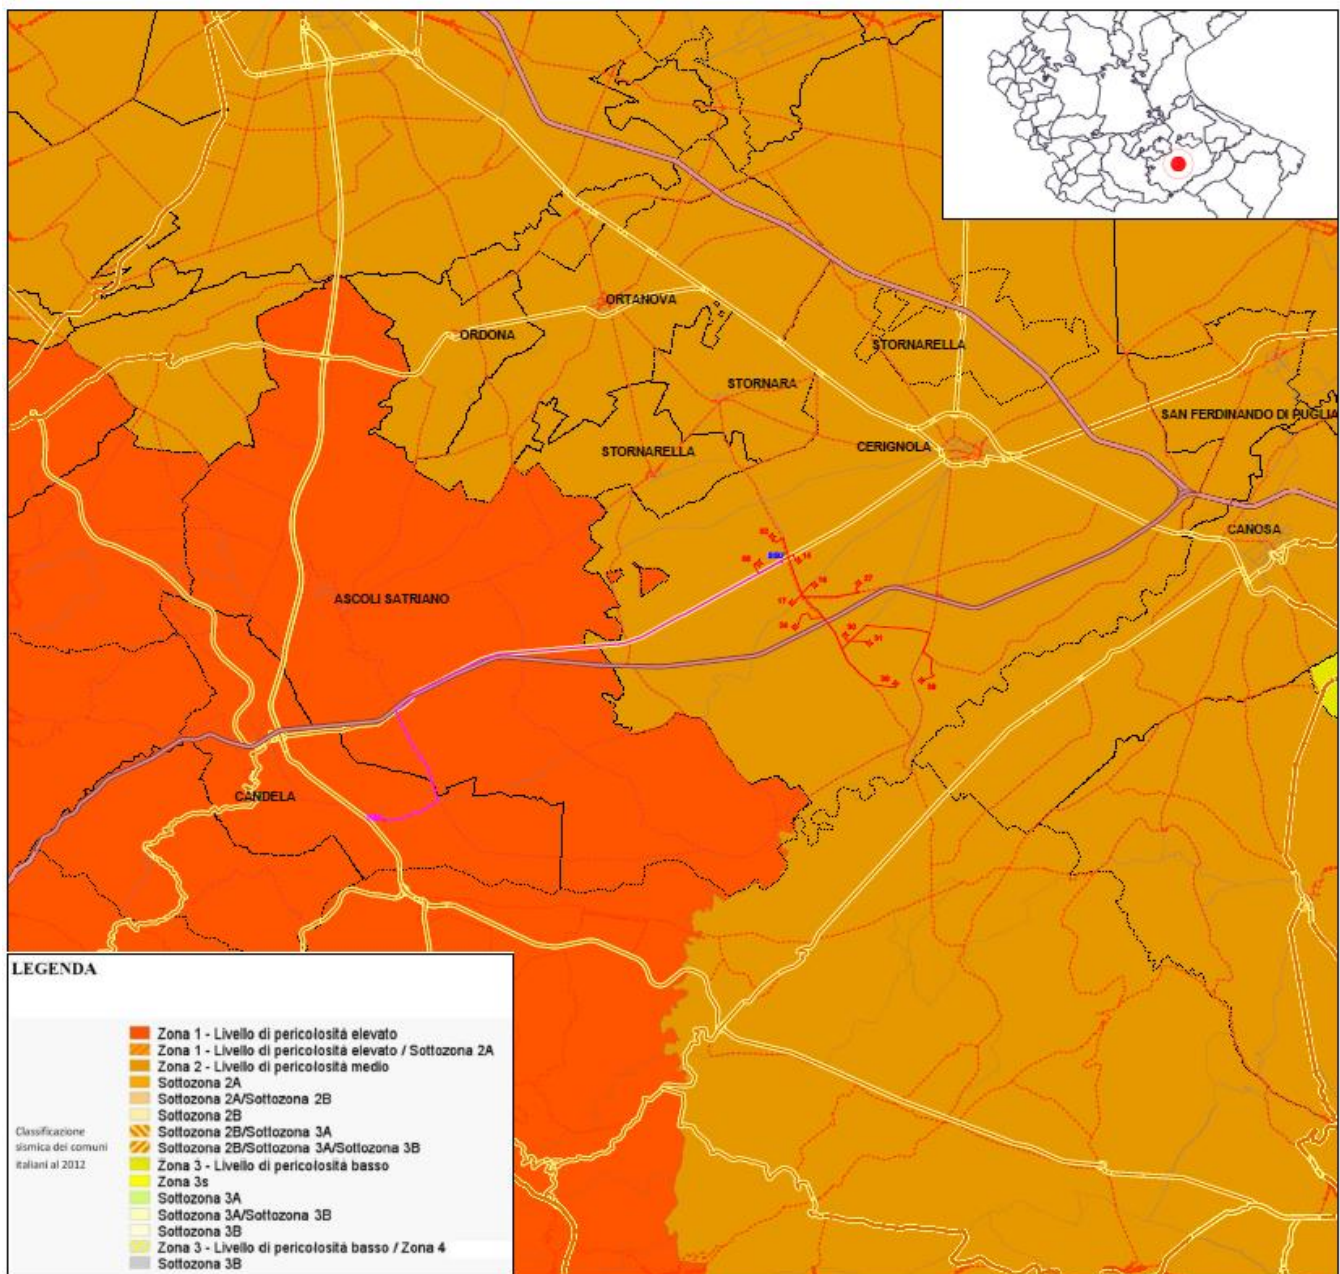 ORTANOVA
ORDONA
STORNARELLA
STORNARA
SAN FERDINANDO DI PUGLIA
STORNARELLA
CERIGNOLA
CANOSA
ASCOLI SATRIANO
CANDELA
LEGENDA
Classificazione
sismica dei comuni
italiani al 2012
Zona 1 - Livello di pericolosità elevato
Zona 1 - Livello di pericolosità elevato / Sottozona 2A
Zona 2 - Livello di pericolosità medio
Sottozona 2A
Sottozona 2A/Sottozona 2B
Sottozona 2B
Sottozona 2B/Sottozona 3A
Sottozona 2B/Sottozona 3A/Sottozona 3B
Zona 3 - Livello di pericolosità basso
Zona 3s
Sottozona 3A
Sottozona 3A/Sottozona 3B
Sottozona 3B
Zona 3 - Livello di pericolosità basso / Zona 4
Sottozona 3B